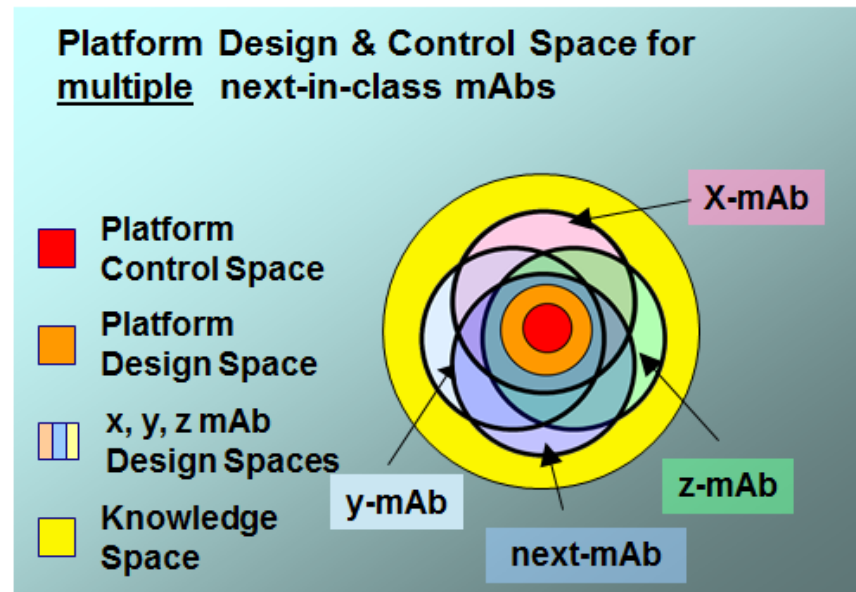 Platform Design & Control Space for
multiple next-in-class mAbs
Platform
Control Space
Platform
Design Space
x, y, z mAb
Design Spaces
Knowledge
Space
X-mAb
z-mAb
y-mAb
next-mAb